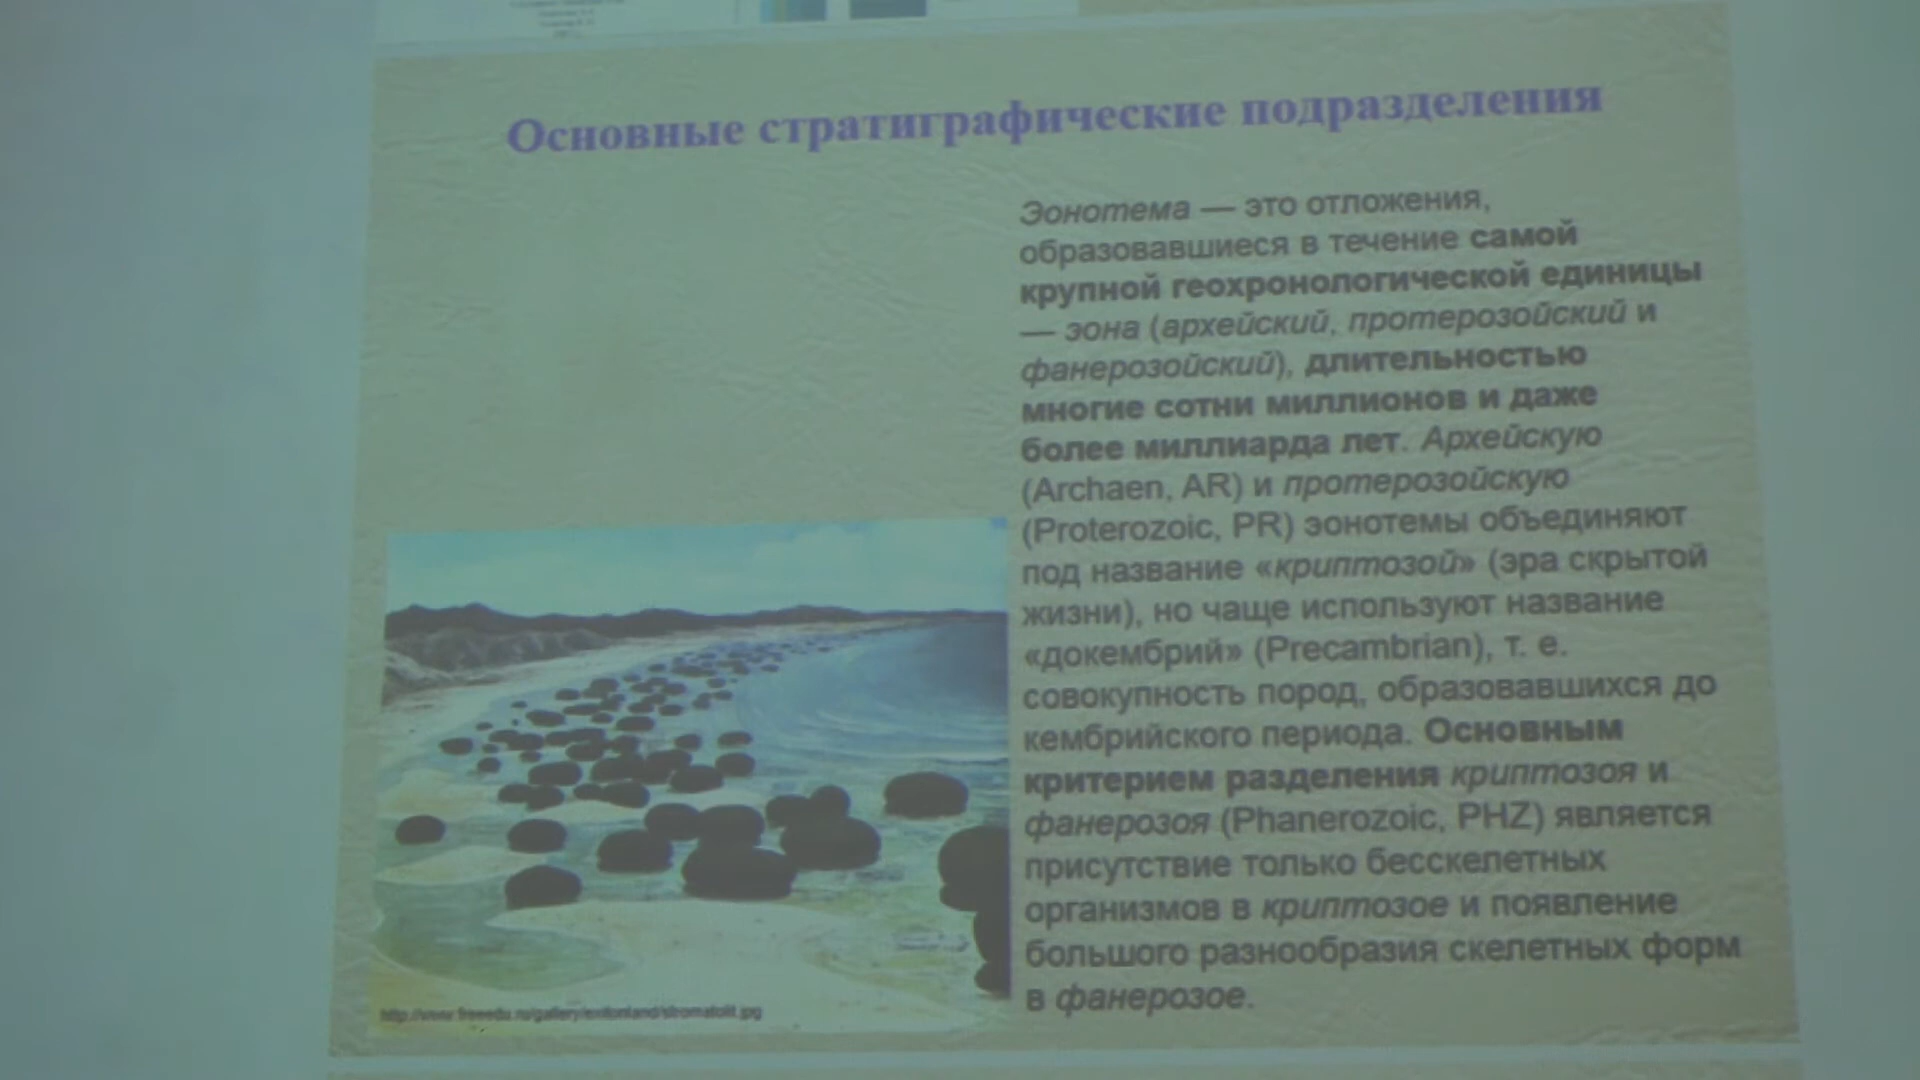 Основные стратиграфические подразделения
Эонотема — это отложения,
образовавшиеся в течение самой
крупной геохронологической единицы
— эона (архейский, протерозойский и
фанерозойский), длительностью
многие сотни миллионов и даже
более миллиарда лет. Архейскую
(Archaen, AR) и протерозойскую
(Proterozoic, PR) эонотемы объединяют
под название «криптозой» (эра скрытой
жизни), но чаще используют название
«докембрий» (Precambrian), т. е.
совокупность пород, образовавшихся до
кембрийского периода. Основным
критерием разделения криптозоя и
фанерозоя (Phanerozoic, PHZ) является
присутствие только бесскелетных
организмов в криптозое и появление
большого разнообразия скелетных форм
в фанерозое.